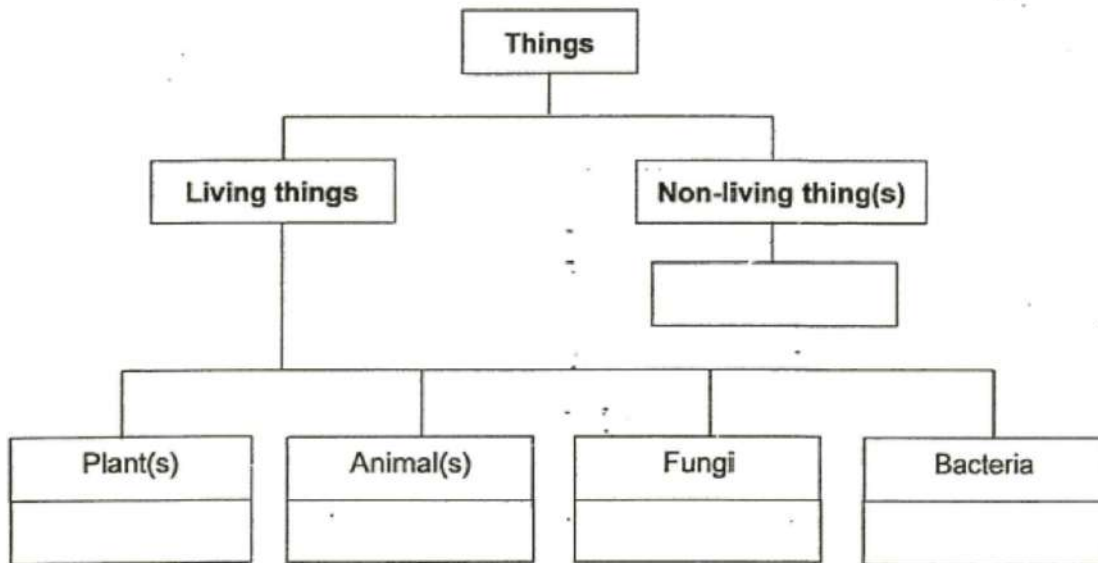 Things
Living things
Non-living thing(s)
Plant(s)
Animal(s)
Fungi
Bacteria